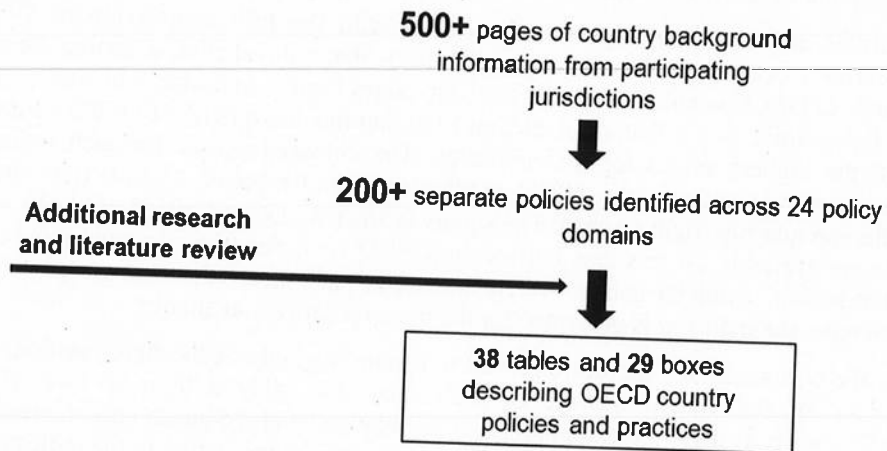 500+ pages of country background
information from participating
jurisdictions
200+ separate policies identified across 24 policy
domains
Additional research
and literature review
38 tables and 29 boxes
describing OECD country
policies and practices